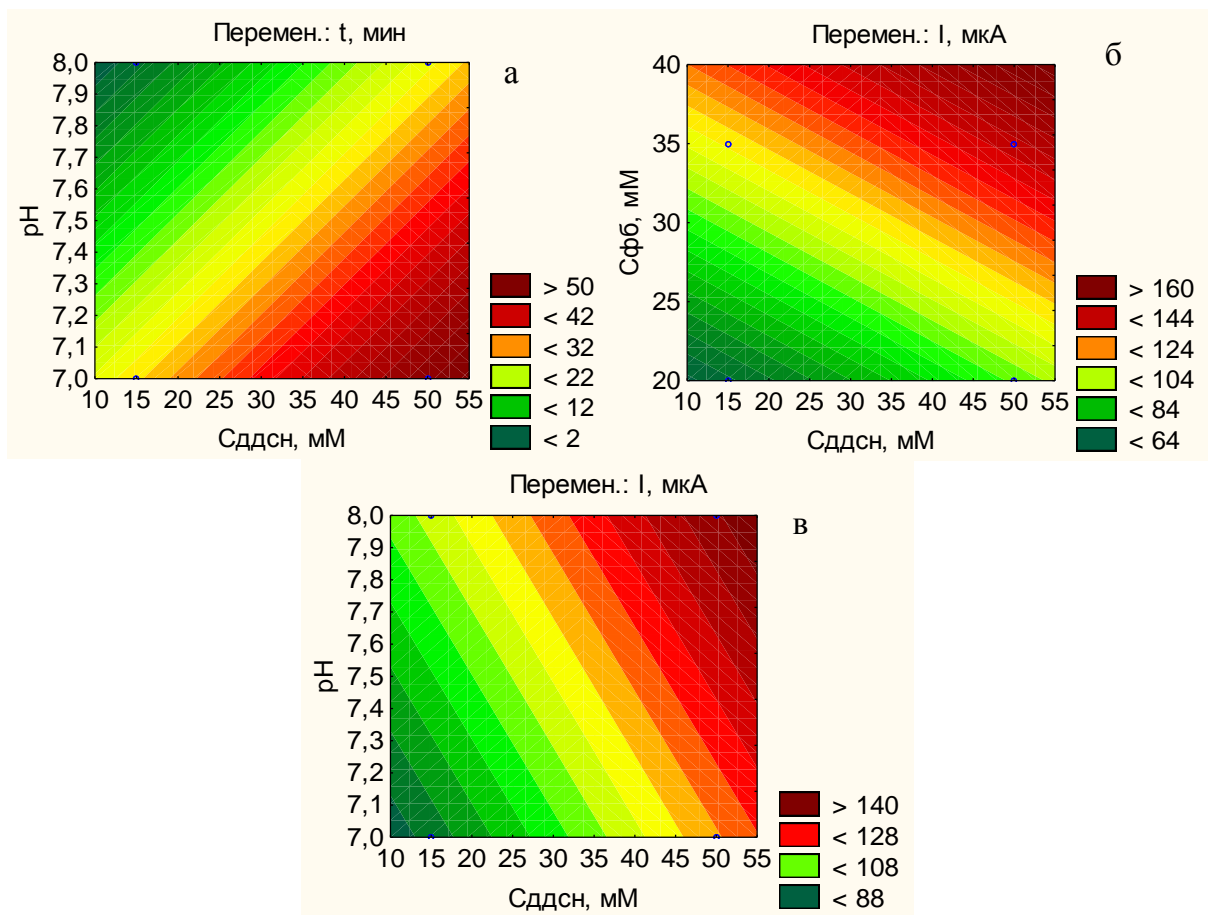 Перемен.: t, мин
а
8,0
7,9
7,8
7,7
7,6
7,5
7,4
7,3
7,2
7,1
7,0
pH
10 15 20 25 30 35 40 45 50 55
Сддсн, мМ
> 50
< 42
< 32
< 22
< 12
< 2
Перемен.: I, мкА
б
40
35
30
25
20
Сфб, мМ
10 15 20 25 30 35 40 45 50 55
Сддсн, мМ
> 160
< 144
< 124
< 104
< 84
< 64
Перемен.: I, мкА
в
8,0
7,9
7,8
7,7
7,6
7,5
7,4
7,3
7,2
7,1
7,0
pH
10 15 20 25 30 35 40 45 50 55
Сддсн, мМ
> 140
< 128
< 108
< 88